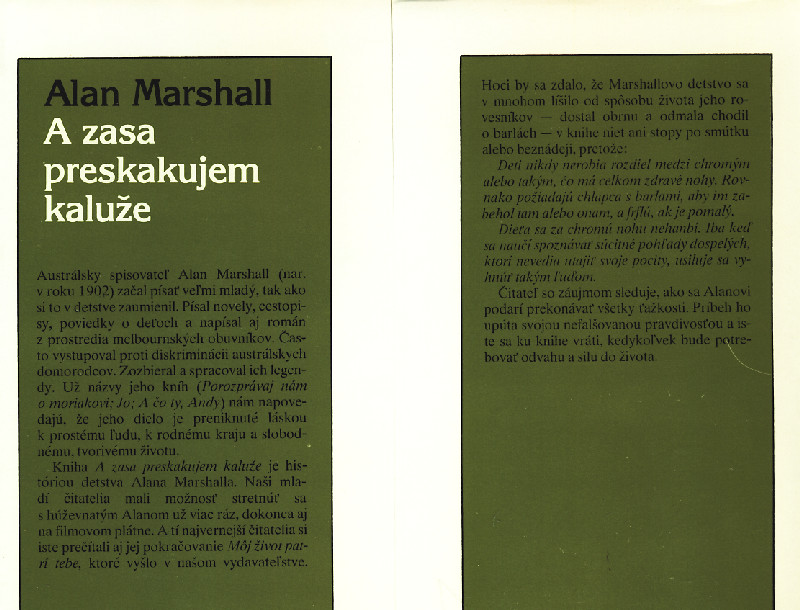 Alan Marshall
A zasa
preskakujem
kaluže
Austrálsky spisovateľ Alan Marshall (nar.
v roku 1902) začal písať veľmi mladý, tak ako
si to v detstve zaumienil. Písal novely, cestopi-
sy, poviedky o deťoch a napísal aj román
z prostredia melbournských obuvníkov. Čas-
to vystupoval proti diskriminácii austrálskych
domorodcov. Zozbieral a spracoval ich legen-
dy. Už názvy jeho kníh (Porozprávaj nám
o moriakovi: Jo; A čo ty, Andy) nám napove-
dajú, že jeho dielo je preniknuté láskou
k prostému ľudu, k rodnému kraju a slobod-
nému, tvorivému životu.
Kniha A zasa preskakujem kaluže je his-
tóriou detstva Alana Marshalla. Naši mla-
dí čitatelia mali možnosť stretnúť sa
s húževnatým Alanom už viac ráz, dokonca aj
na filmovom plátne. A tí najvernejší čitatelia si
iste prečítali aj jej pokračovanie Môj život pat-
rí tebe, ktoré vyšlo v našom vydavateľstve.
Hoci by sa zdalo, že Marshallovo detstvo sa
v mnohom líšilo od spôsobu života jeho ro-
vesníkov — dostal obrnu a odmala chodil
o barlách — v knihe niet ani stopy po smútku
alebo beznádeji, pretože:
Deti nikdy nerobia rozdiel medzi chromým
alebo takým, čo má celkom zdravé nohy. Rov-
nako požiadajú chlapca s barlami, aby im za-
behol tam alebo onam, a frflú, ak je pomalý.
Dieťa sa za chromú nohu nehanbí. Iba keď
sa naučí spoznávať súcitné pohľady dospelých,
ktorí nevedia utajiť svoje pocity, usiluje sa vy-
hnúť takým ľuďom.
Čitateľ so záujmom sleduje, ako sa Alanovi
podarí prekonávať všetky ťažkosti. Príbeh ho
upúta svojou nefalšovanou pravdivosťou a is-
te sa ku knihe vráti, kedykoľvek bude potre-
bovať odvahu a silu do života.